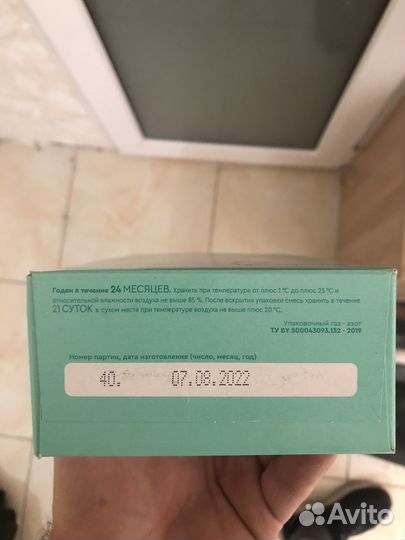 Годен в течение 24 МЕСЯЦЕВ. Хранить при температуре от плюс 1 °С до плюс 25 °С и
относительной влажности воздуха не выше 85 %. После вскрытия упаковки смесь хранить в течение
21 СУТОК в сухом месте при температуре воздуха не выше плюс 20 °С.
Упаковочный газ - азот
ТУ BY 500043093.132 - 2019
Номер партии, дата изготовления (число, месяц, год)
40. 07.08.2022
Avito